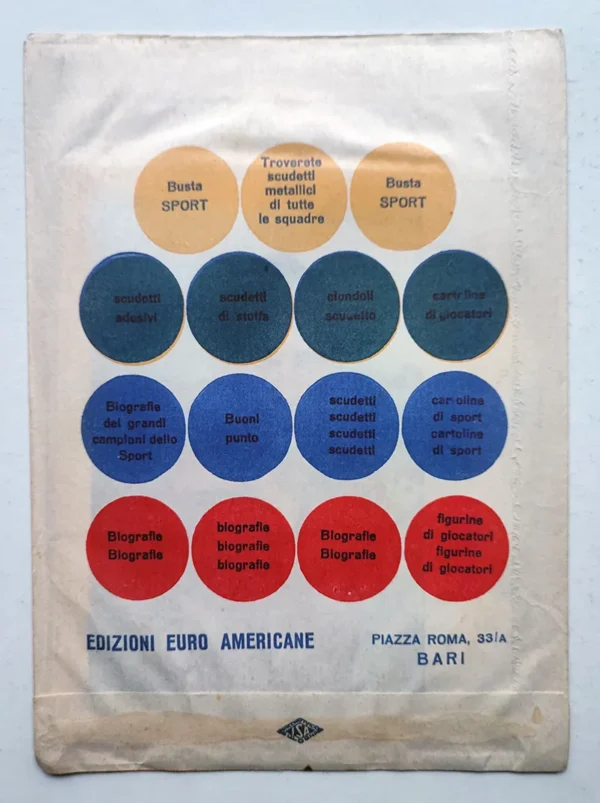 Busta
SPORT
Troverete
scudetti
metallici
di tutte
le squadre
Busta
SPORT
scudetti
adesivi
scudetti
di stoffa
ciondoli
scudetto
cartoline
di giocatori
Biografie
dei grandi
campioni dello
Sport
Buoni
punto
scudetti
scudetti
scudetti
scudetti
cartoline
di sport
cartoline
di sport
Biografie
Biografie
biografie
biografie
biografie
Biografie
Biografie
figurine
di giocatori
figurine
di giocatori
EDIZIONI EURO AMERICANE
PIAZZA ROMA, 33/A
BARI